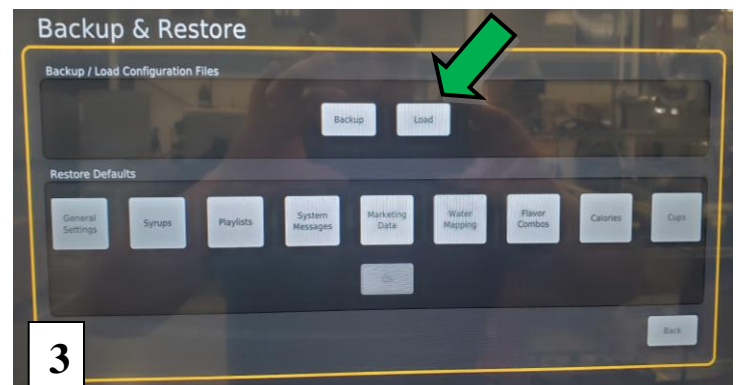 Backup & Restore
Backup / Load Configuration Files
Backup Load
Restore Defaults
General Settings
Syrups
Playlists
System Messages
Marketing Data
Water Mapping
Flavor Combos
Calories
Cups
Back
3